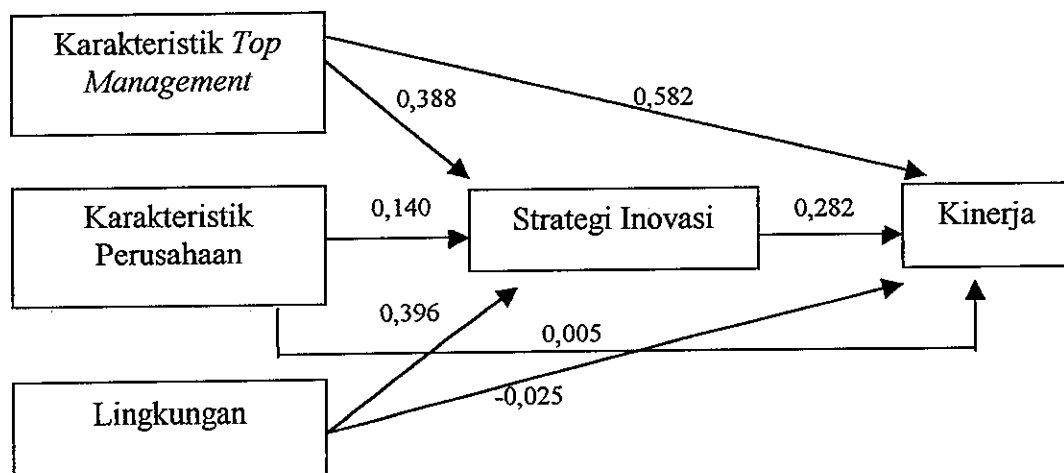 Karakteristik Top
Management
0,388
0,582
Karakteristik
Perusahaan
0,140
Strategi Inovasi
0,282
Kinerja
0,396
0,005
-0,025
Lingkungan